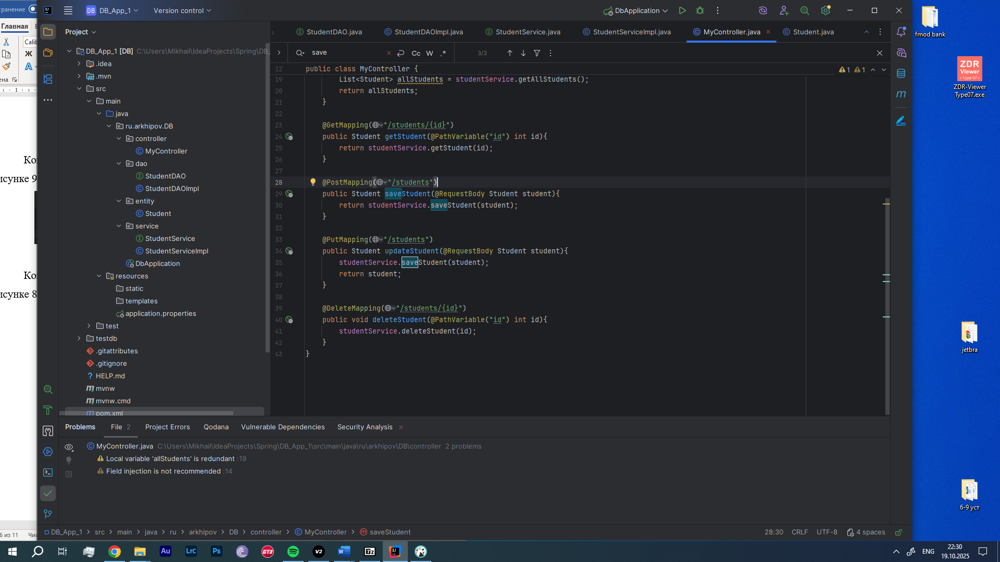 DB DB_App_1
Version control
DbApplication
Главная
Project
StudentDAO.java
StudentDAOImpl.java
StudentService.java
StudentServiceImpl.java
MyController.java
Student.java
save
Cc
W
.*
3/3
DB_App_1 [DB] C:\Users\Mikhail\IdeaProjects\Spring\DB_
.idea
.mvn
src
main
java
ru.arkhipov.DB
controller
MyController
dao
StudentDAO
StudentDAOImpl
entity
Student
service
StudentService
StudentServiceImpl
DbApplication
resources
static
templates
application.properties
test
testdb
.gitattributes
.gitignore
HELP.md
mvnw
mvnw.cmd
pom.xml
12 public class MyController {
1 1
19 List<Student> allStudents = studentService.getAllStudents();
20 return allStudents;
21 }
22
23 @GetMapping("/students/{id}")
24 public Student getStudent(@PathVariable("id") int id){
25 return studentService.getStudent(id);
26 }
27
28 @PostMapping("/students")
29 public Student saveStudent(@RequestBody Student student){
30 return studentService.saveStudent(student);
31 }
32
33 @PutMapping("/students")
34 public Student updateStudent(@RequestBody Student student){
35 studentService.saveStudent(student);
36 return student;
37 }
38
39 @DeleteMapping("/students/{id}")
40 public void deleteStudent(@PathVariable("id") int id){
41 studentService.deleteStudent(id);
42 }
43 }
Problems
File 2
Project Errors
Qodana
Vulnerable Dependencies
Security Analysis
MyController.java C:\Users\Mikhail\IdeaProjects\Spring\DB_App_1\src\main\java\ru\arkhipov\DB\controller 2 problems
Local variable 'allStudents' is redundant :19
Field injection is not recommended :14
DB_App_1 > src > main > java > ru > arkhipov > DB > controller > MyController > saveStudent
28:30
CRLF
UTF-8
4 spaces
fmod bank
ZDR
Viewer
-Type 07-
ZDR-Viewer
Type07.exe
jetbra
6-9 уст
ранение
Calib
Ж
ена
Ко
исунке 9
Ко
исунке 8
6 из 11
Чис
Au
LrC
Ps
GT3
V2
W
7z
IJ
ENG
22:30
19.10.2025